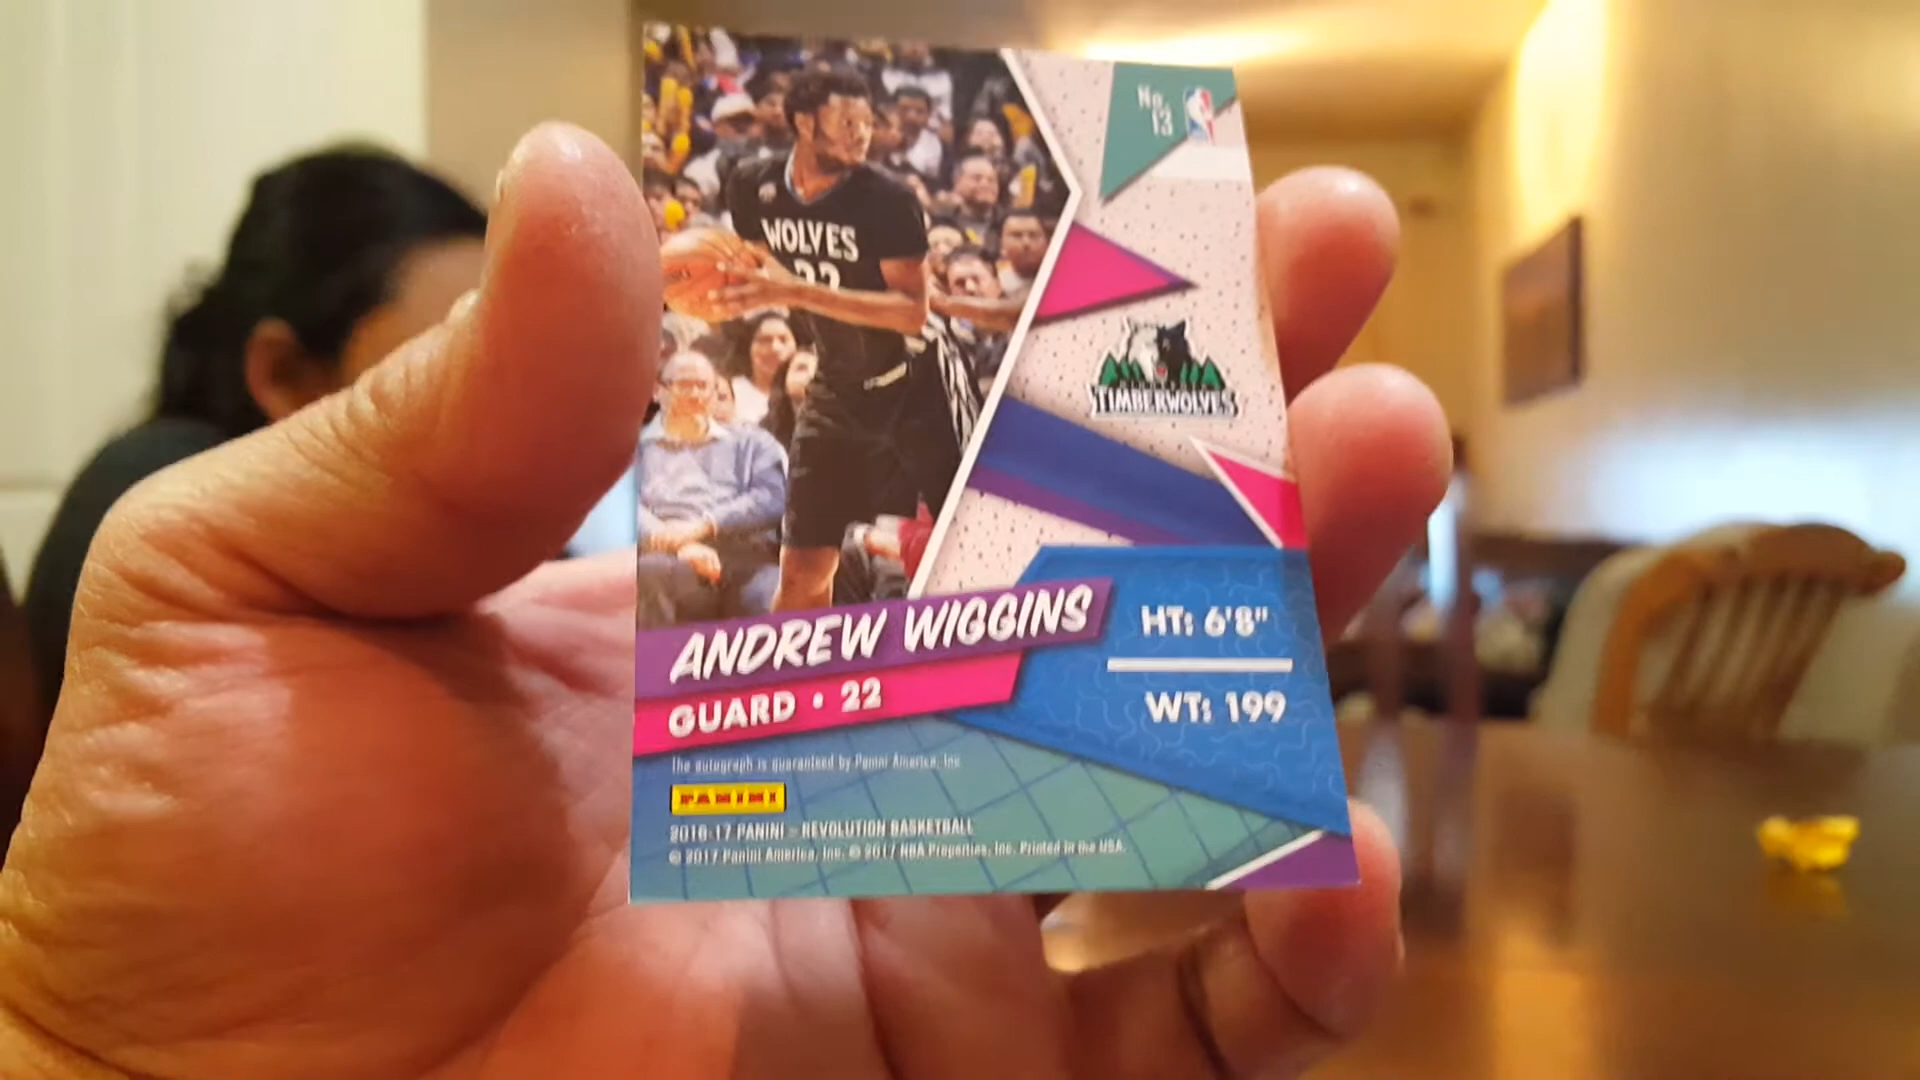 No.
13
WOLVES
22
TIMBERWOLVES
ANDREW WIGGINS
GUARD • 22
HT: 6'8"
WT: 199
The autograph is guaranteed by Panini America, Inc.
PANINI
2016-17 PANINI - REVOLUTION BASKETBALL
© 2017 Panini America, Inc. © 2017 NBA Properties, Inc. Printed in the USA.